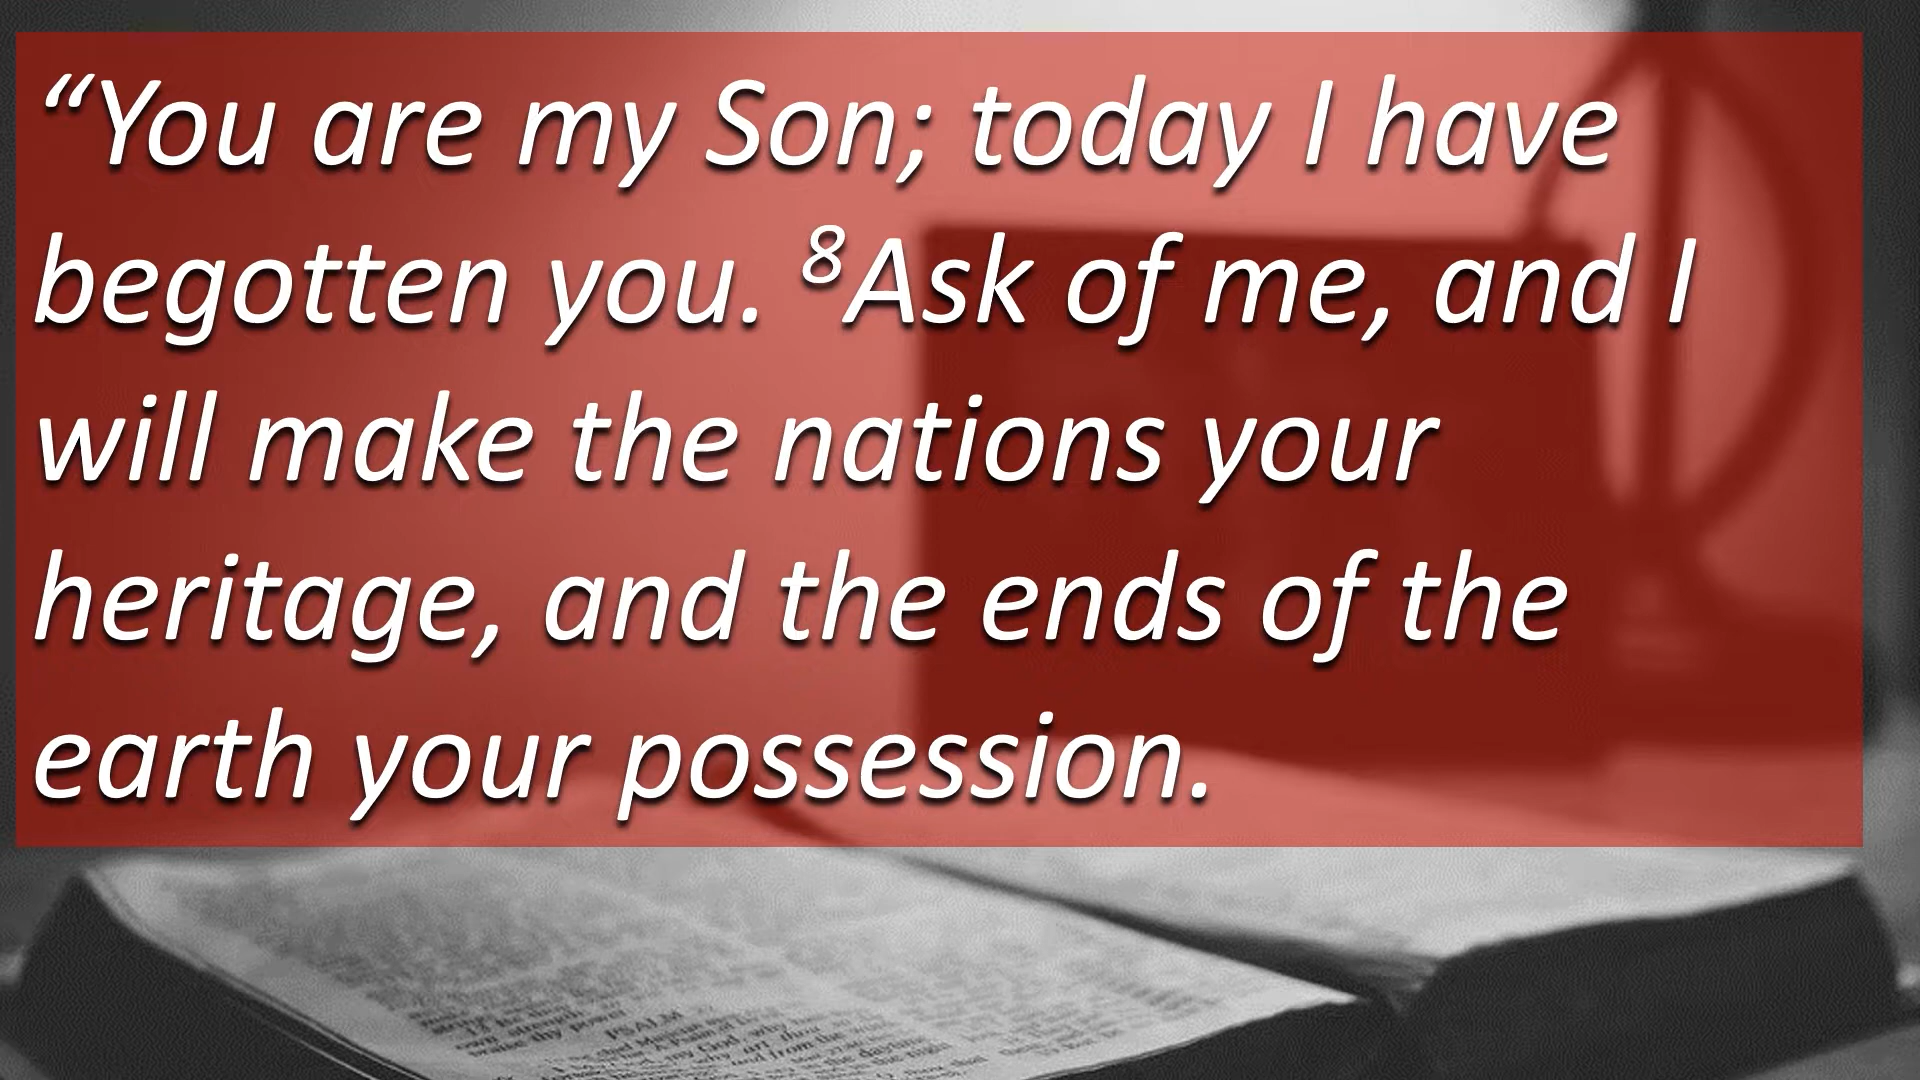 “You are my Son; today I have
begotten you. ⁸Ask of me, and I
will make the nations your
heritage, and the ends of the
earth your possession.
PSALM